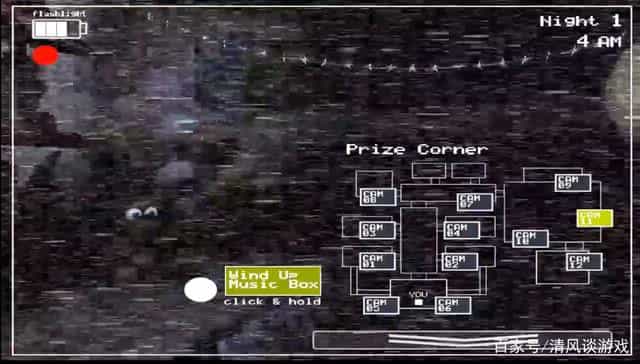 flashlight
Night 1
4 AM
Prize Corner
CAM
09
CAM
08
CAM
07
CAM
11
CAM
03
CAM
04
CAM
10
CAM
01
CAM
02
CAM
12
Wind Up
Music Box
click & hold
YOU
CAM
05
CAM
06
百家号/清风谈游戏